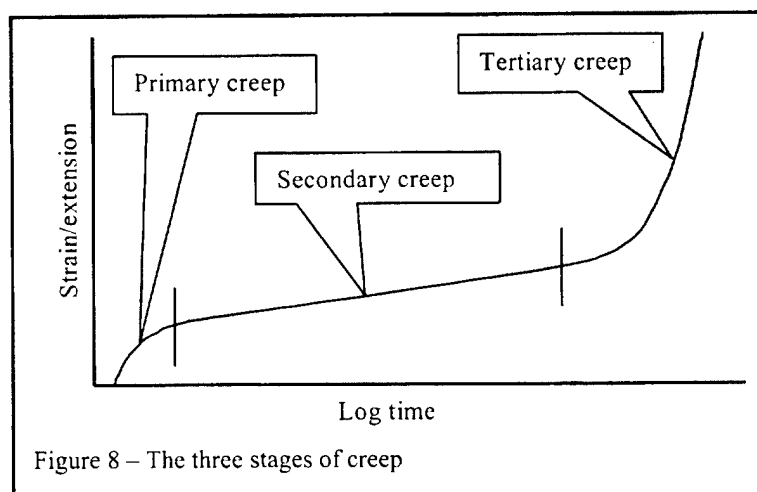 Tertiary creep
Primary creep
Secondary creep
Strain/extension
Log time
Figure 8 – The three stages of creep